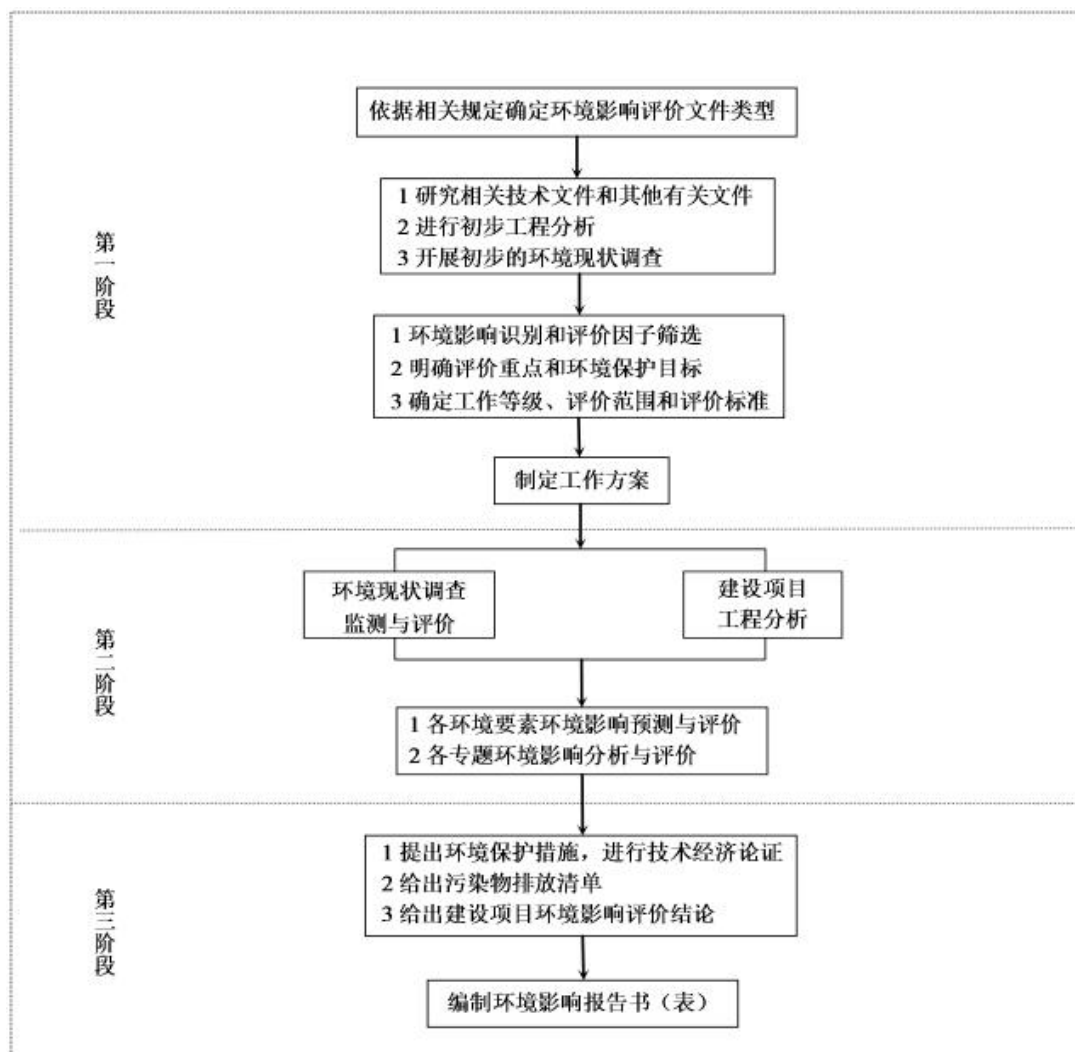 依据相关规定确定环境影响评价文件类型
1 研究相关技术文件和其他有关文件
2 进行初步工程分析
3 开展初步的环境现状调查
第一阶段
1 环境影响识别和评价因子筛选
2 明确评价重点和环境保护目标
3 确定工作等级、评价范围和评价标准
制定工作方案
环境现状调查
监测与评价
建设项目
工程分析
第二阶段
1 各环境要素环境影响预测与评价
2 各专题环境影响分析与评价
1 提出环境保护措施，进行技术经济论证
2 给出污染物排放清单
3 给出建设项目环境影响评价结论
第三阶段
编制环境影响报告书（表）